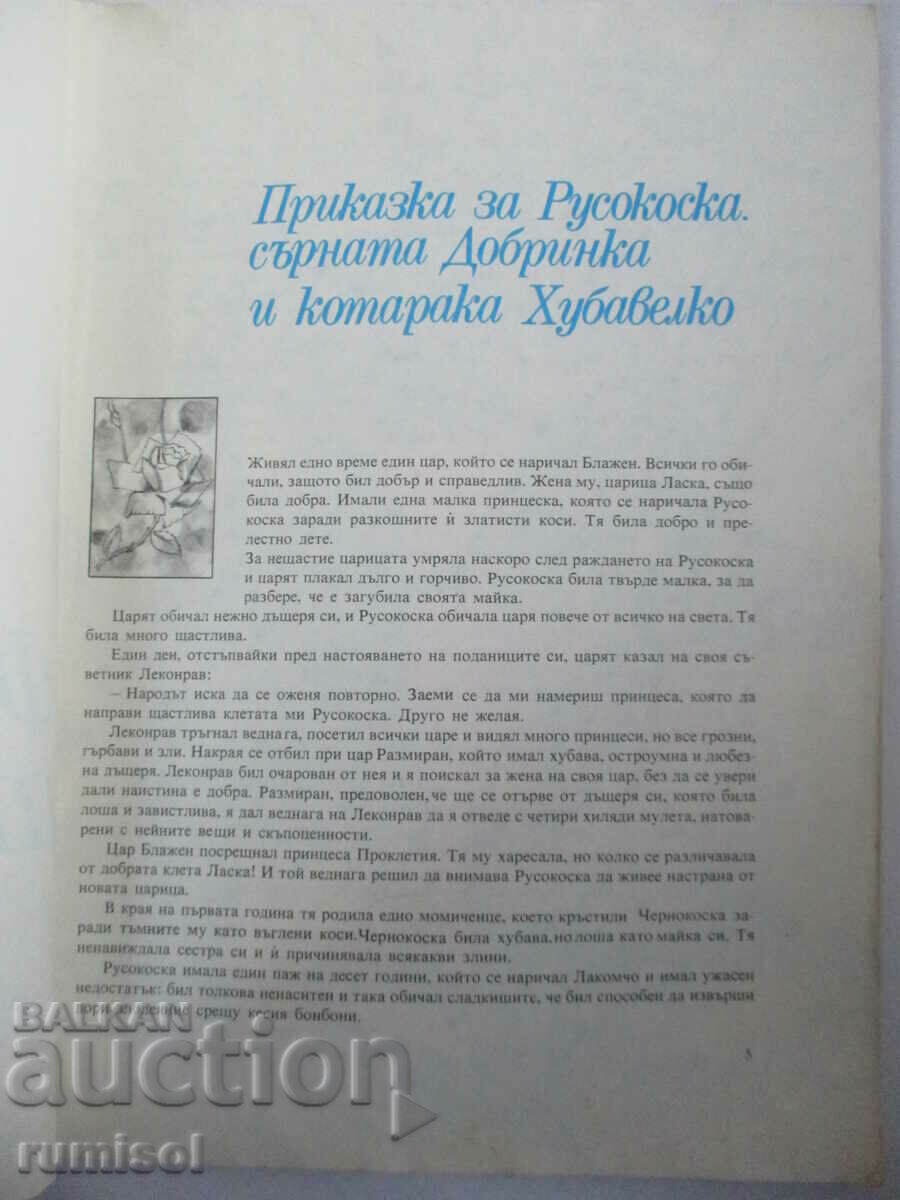 Приказка за Русокоска.
сърната Добринка
и котарака Хубавелко
Живял едно време един цар, който се наричал Блажен. Всички го оби-
чали, защото бил добър и справедлив. Жена му, царица Ласка, също
била добра. Имали една малка принцеска, която се наричала Русо-
коска заради разкошните ѝ златисти коси. Тя била добро и пре-
лестно дете.
За нещастие царицата умряла наскоро след раждането на Русокоска
и царят плакал дълго и горчиво. Русокоска била твърде малка, за да
разбере, че е загубила своята майка.
Царят обичал нежно дъщеря си, и Русокоска обичала царя повече от всичко на света. Тя
била много щастлива.
Един ден, отстъпвайки пред настояването на поданиците си, царят казал на своя съ-
ветник Леконрав:
– Народът иска да се оженя повторно. Заеми се да ми намериш принцеса, която да
направи щастлива клетата ми Русокоска. Друго не желая.
Леконрав тръгнал веднага, посетил всички царе и видял много принцеси, но все грозни,
гърбави и зли. Накрая се отбил при цар Размиран, който имал хубава, остроумна и любез-
на дъщеря. Леконрав бил очарован от нея и я поискал за жена на своя цар, без да се увери
дали наистина е добра. Размиран, предоволен, че ще се отърве от дъщеря си, която била
лоша и завистлива, я дал веднага на Леконрав да я отведе с четири хиляди мулета, натова-
рени с нейните вещи и скъпоценности.
Цар Блажен посрещнал принцеса Проклетия. Тя му харесала, но колко се различавала
от добрата клета Ласка! И той веднага решил да внимава Русокоска да живее настрана от
новата царица.
В края на първата година тя родила едно момиченце, което кръстили Чернокоска за-
ради тъмните му като въглени коси. Чернокоска била хубава, но лоша като майка си. Тя
ненавиждала сестра си и ѝ причинявала всякакви злини.
Русокоска имала един паж на десет години, който се наричал Лакомчо и имал ужасен
недостатък: бил толкова ненаситен и така обичал сладкишите, че бил способен да извърши
дори злодеяние срещу кесия бонбони.
5
BALKAN
auction
rumisol